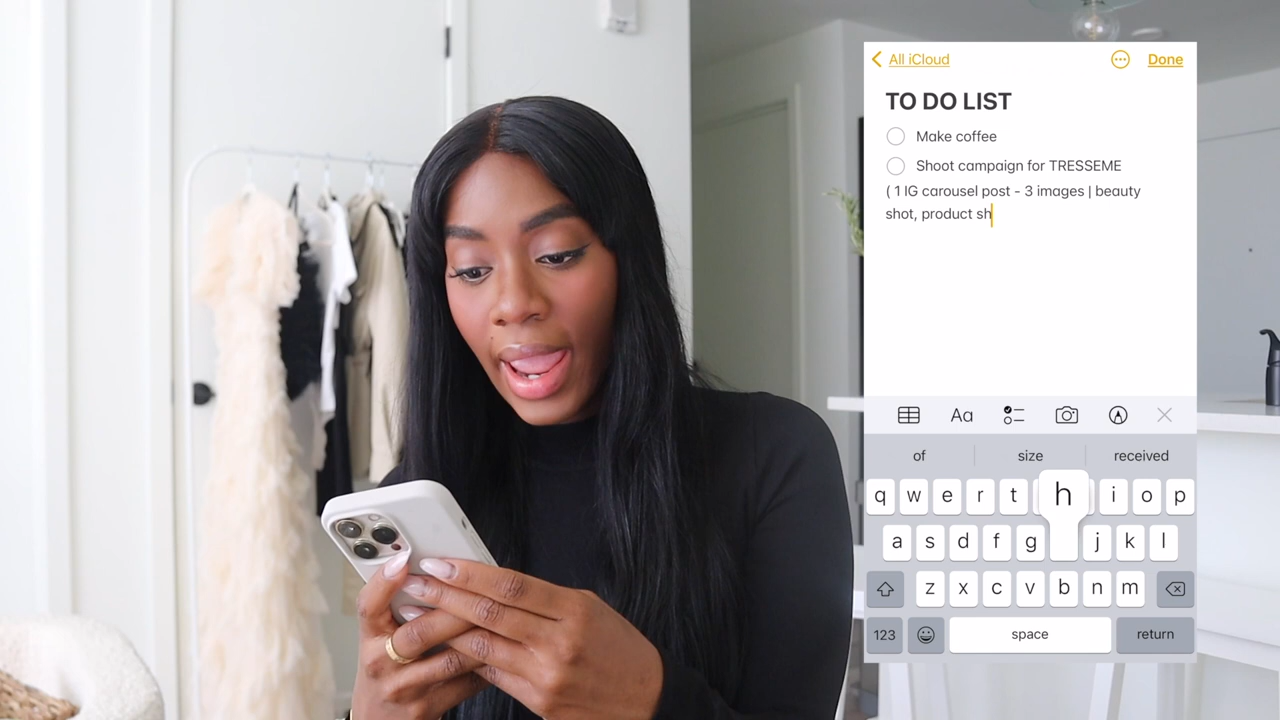 All iCloud Done
TO DO LIST
Make coffee
Shoot campaign for TRESSEME
( 1 IG carousel post - 3 images | beauty
shot, product sh
Aa
of size received
q w e r t h i o p
a s d f g j k l
z x c v b n m
123 space return